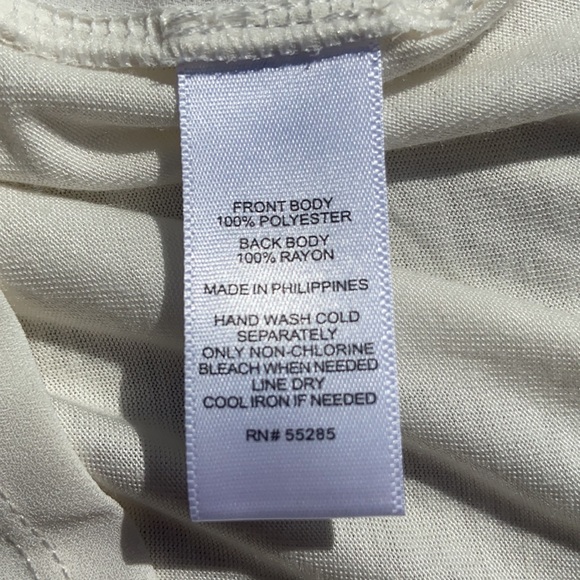 FRONT BODY
100% POLYESTER
BACK BODY
100% RAYON
MADE IN PHILIPPINES
HAND WASH COLD
SEPARATELY
ONLY NON-CHLORINE
BLEACH WHEN NEEDED
LINE DRY
COOL IRON IF NEEDED
RN# 55285